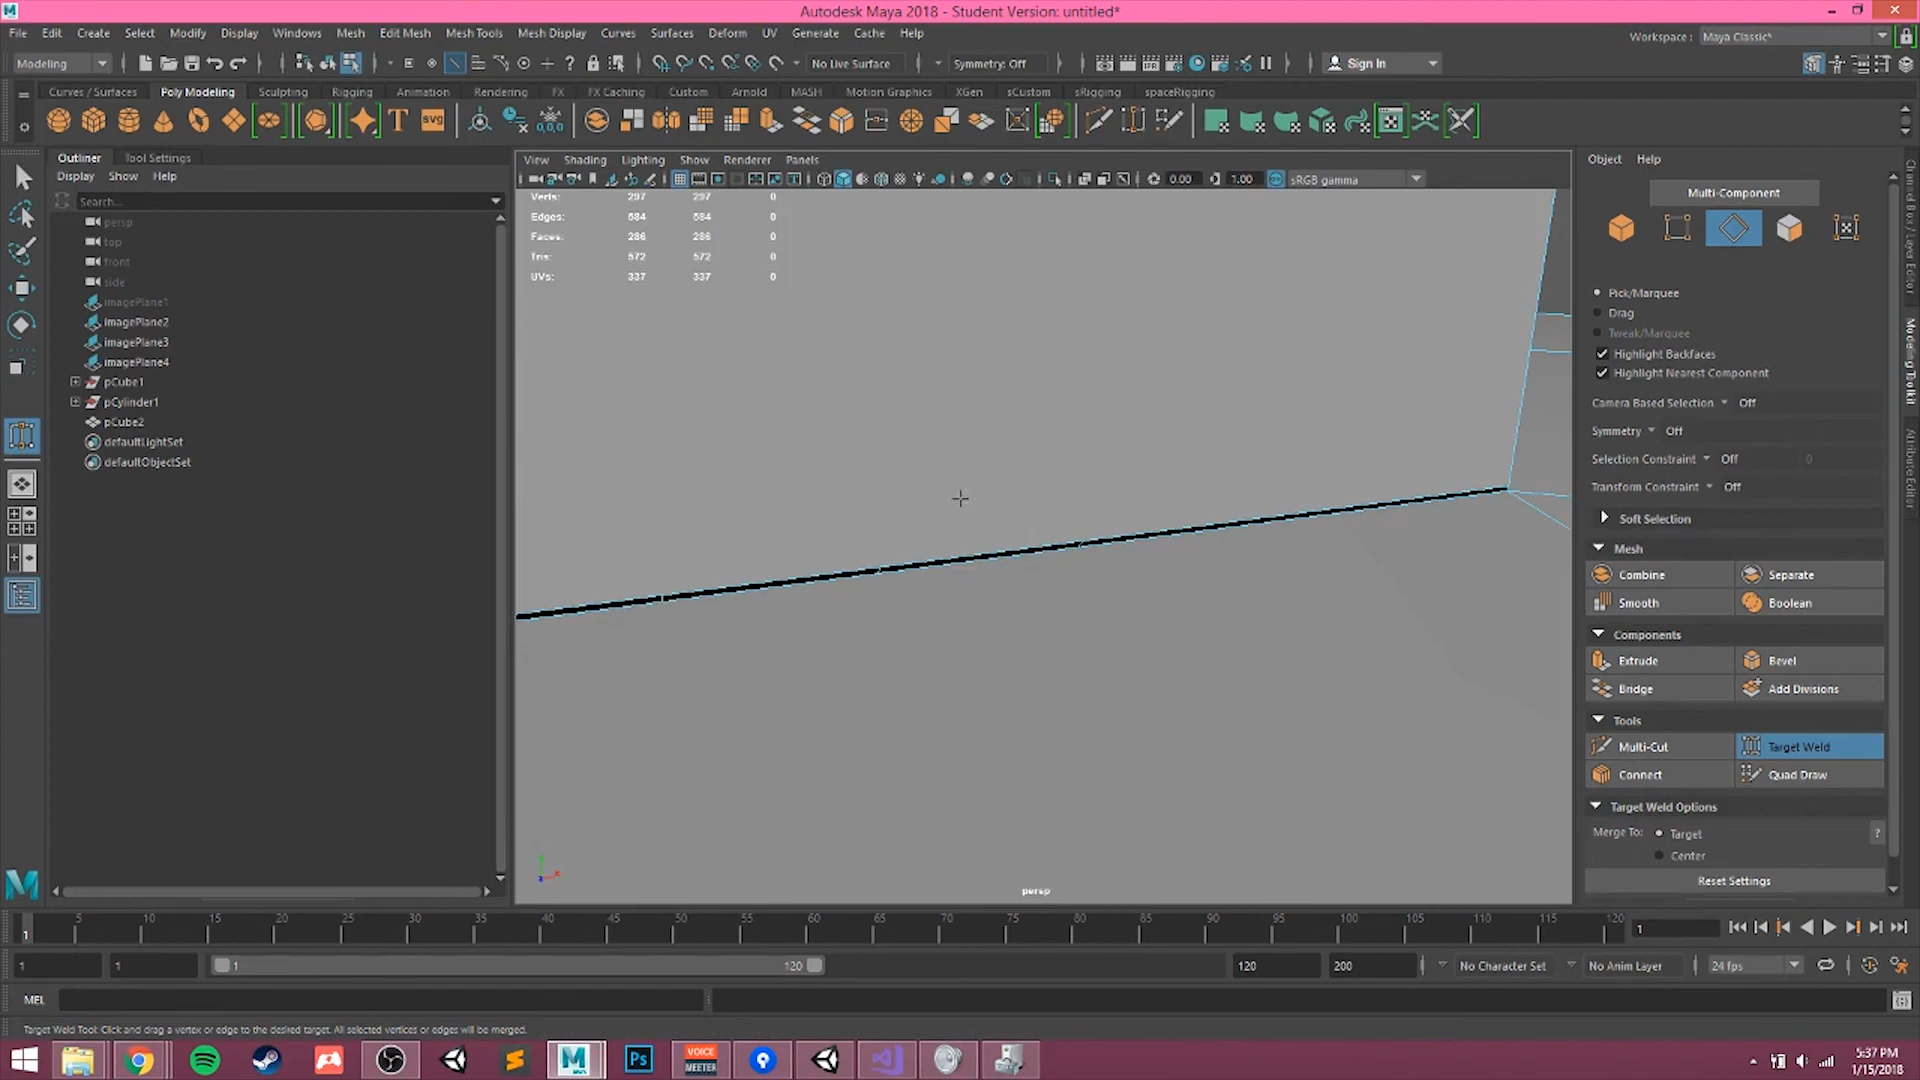 Autodesk Maya 2018 - Student Version: untitled*
File Edit Create Select Modify Display Windows Mesh Edit Mesh Mesh Tools Mesh Display Curves Surfaces Deform UV Generate Cache Help
Workspace : Maya Classic*
Modeling No Live Surface Symmetry: Off Sign In
Curves / Surfaces Poly Modeling Sculpting Rigging Animation Rendering FX FX Caching Custom Arnold MASH Motion Graphics XGen sCustom sRigging spaceRigging
Outliner Tool Settings
Display Show Help
Search...
persp
top
front
side
imagePlane1
imagePlane2
imagePlane3
imagePlane4
pCube1
pCylinder1
pCube2
defaultLightSet
defaultObjectSet
View Shading Lighting Show Renderer Panels
0.00 1.00 sRGB gamma
Verts: 297 297 0
Edges: 584 584 0
Faces: 286 286 0
Tris: 572 572 0
UVs: 337 337 0
persp
Object Help
Multi-Component
Pick/Marquee
Drag
Tweak/Marquee
Highlight Backfaces
Highlight Nearest Component
Camera Based Selection Off
Symmetry Off
Selection Constraint Off 0
Transform Constraint Off
Soft Selection
Mesh
Combine Separate
Smooth Boolean
Components
Extrude Bevel
Bridge Add Divisions
Tools
Multi-Cut Target Weld
Connect Quad Draw
Target Weld Options
Merge To: Target ?
Center
Reset Settings
Channel Box / Layer Editor
Modeling Toolkit
Attribute Editor
1 5 10 15 20 25 30 35 40 45 50 55 60 65 70 75 80 85 90 95 100 105 110 115 120 1
1 1 1 120 120 200 No Character Set No Anim Layer 24 fps
MEL
Target Weld Tool: Click and drag a vertex or edge to the desired target. All selected vertices or edges will be merged.
Ps VOICE MEETER
5:37 PM
1/15/2018